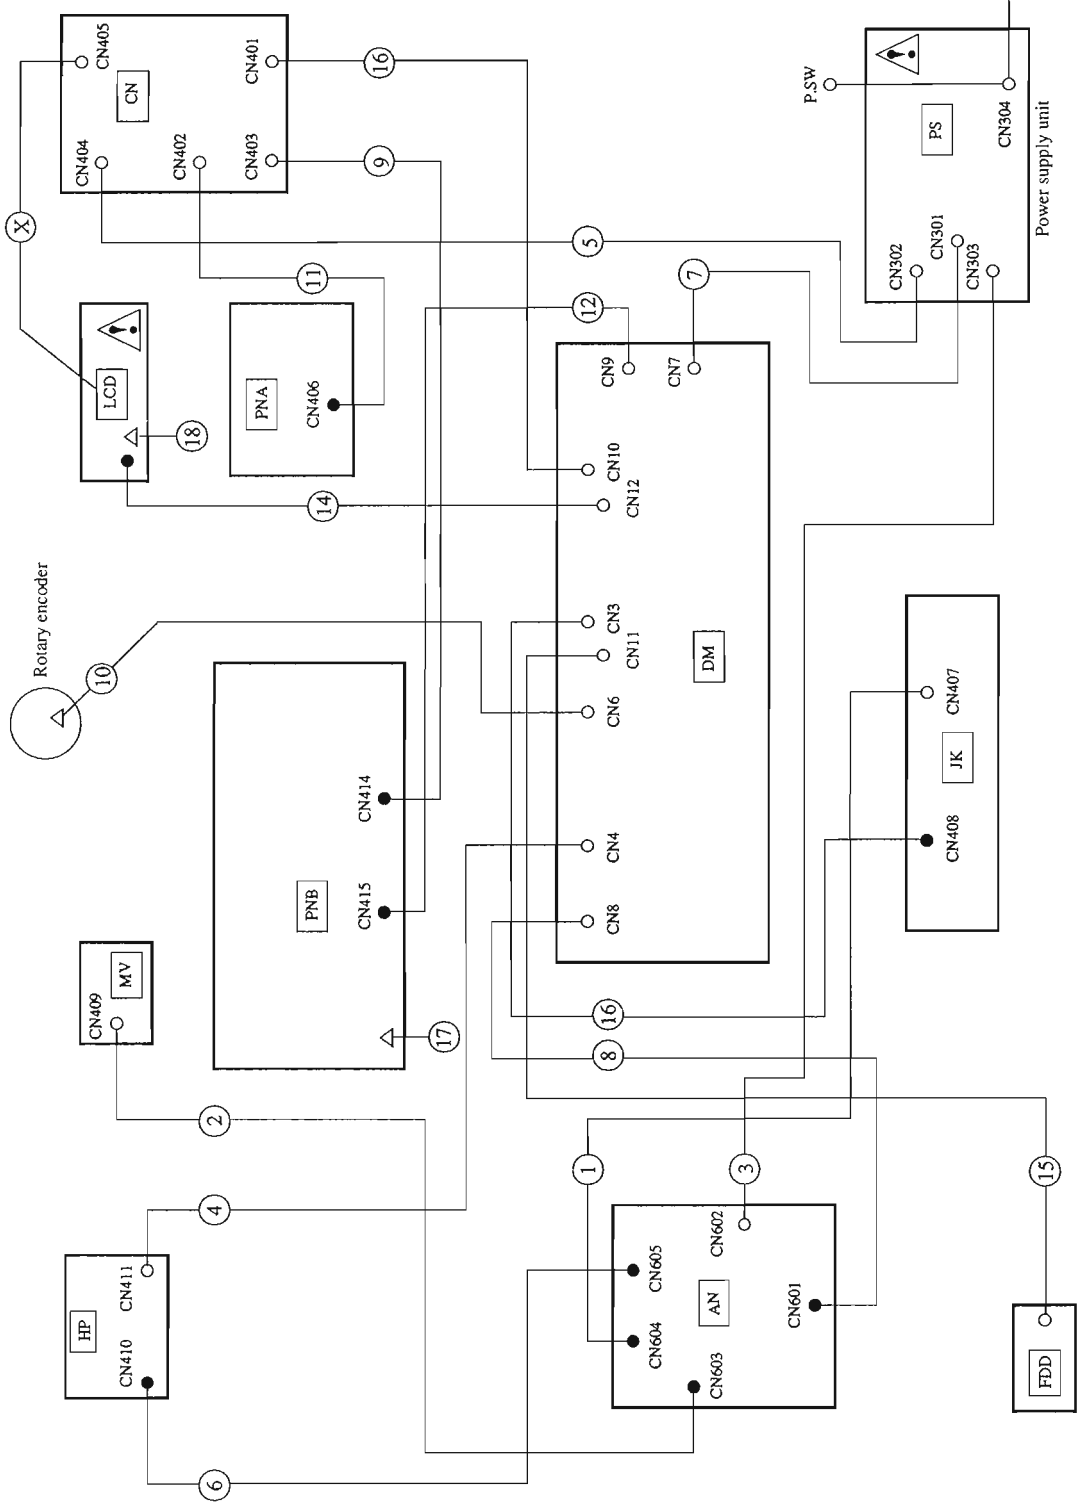 CN405
CN
CN401
16
CN404
CN402
CN403
9
X
5
11
P.SW
PS
CN304
Power supply unit
CN302
CN301
CN303
7
12
LCD
18
PNA
CN406
14
CN9
CN7
CN10
CN12
Rotary encoder
10
CN3
CN11
CN6
DM
CN4
CN8
CN407
JK
CN408
PNB
CN414
CN415
17
MV
CN409
2
16
8
4
1
3
15
HP
CN411
CN410
6
CN605
CN602
AN
CN604
CN601
CN603
FDD